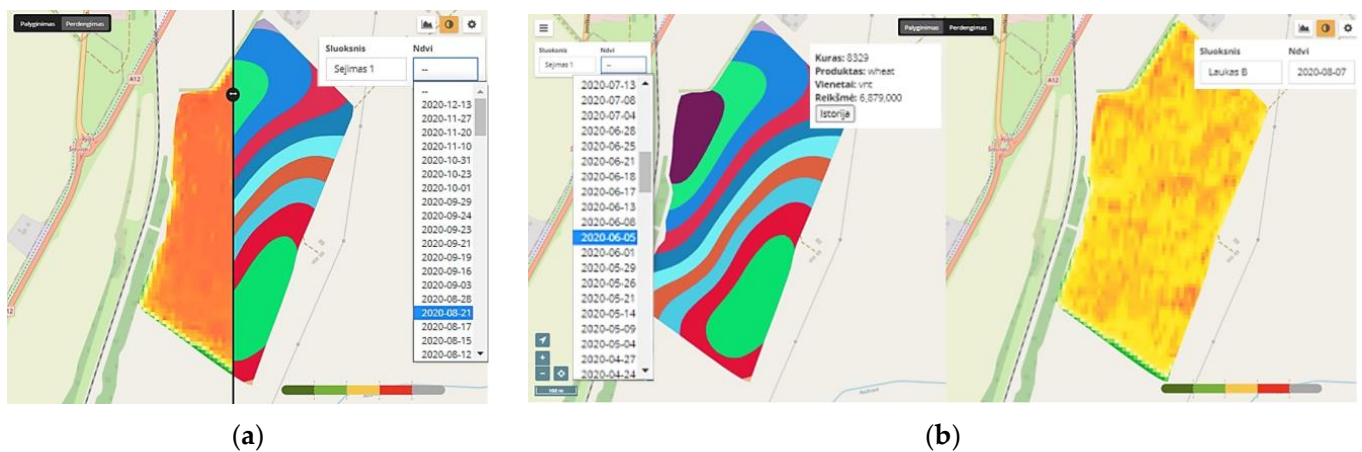 Palyginimas Perdengimas
A12
12
Sluoksnis Ndvi
Sejimas 1 --
--
2020-12-13
2020-11-27
2020-11-20
2020-11-10
2020-10-31
2020-10-23
2020-10-01
2020-09-29
2020-09-24
2020-09-23
2020-09-21
2020-09-19
2020-09-16
2020-09-03
2020-08-28
2020-08-21
2020-08-17
2020-08-15
2020-08-12
(a)
Sluoksnis Ndvi
Sejimas 1 --
2020-07-13
2020-07-08
2020-07-04
2020-06-28
2020-06-25
2020-06-21
2020-06-18
2020-06-17
2020-06-13
2020-06-08
2020-06-05
2020-06-01
2020-05-29
2020-05-26
2020-05-21
2020-05-14
2020-05-09
2020-05-04
2020-04-27
2020-04-24
100 m
Kuras: 8329
Produktas: wheat
Vienetai: vnt
Reikšmė: 6,879,000
Istorija
Palyginimas Perdengimas
A12
Sluoksnis Ndvi
Laukas B 2020-08-07
(b)